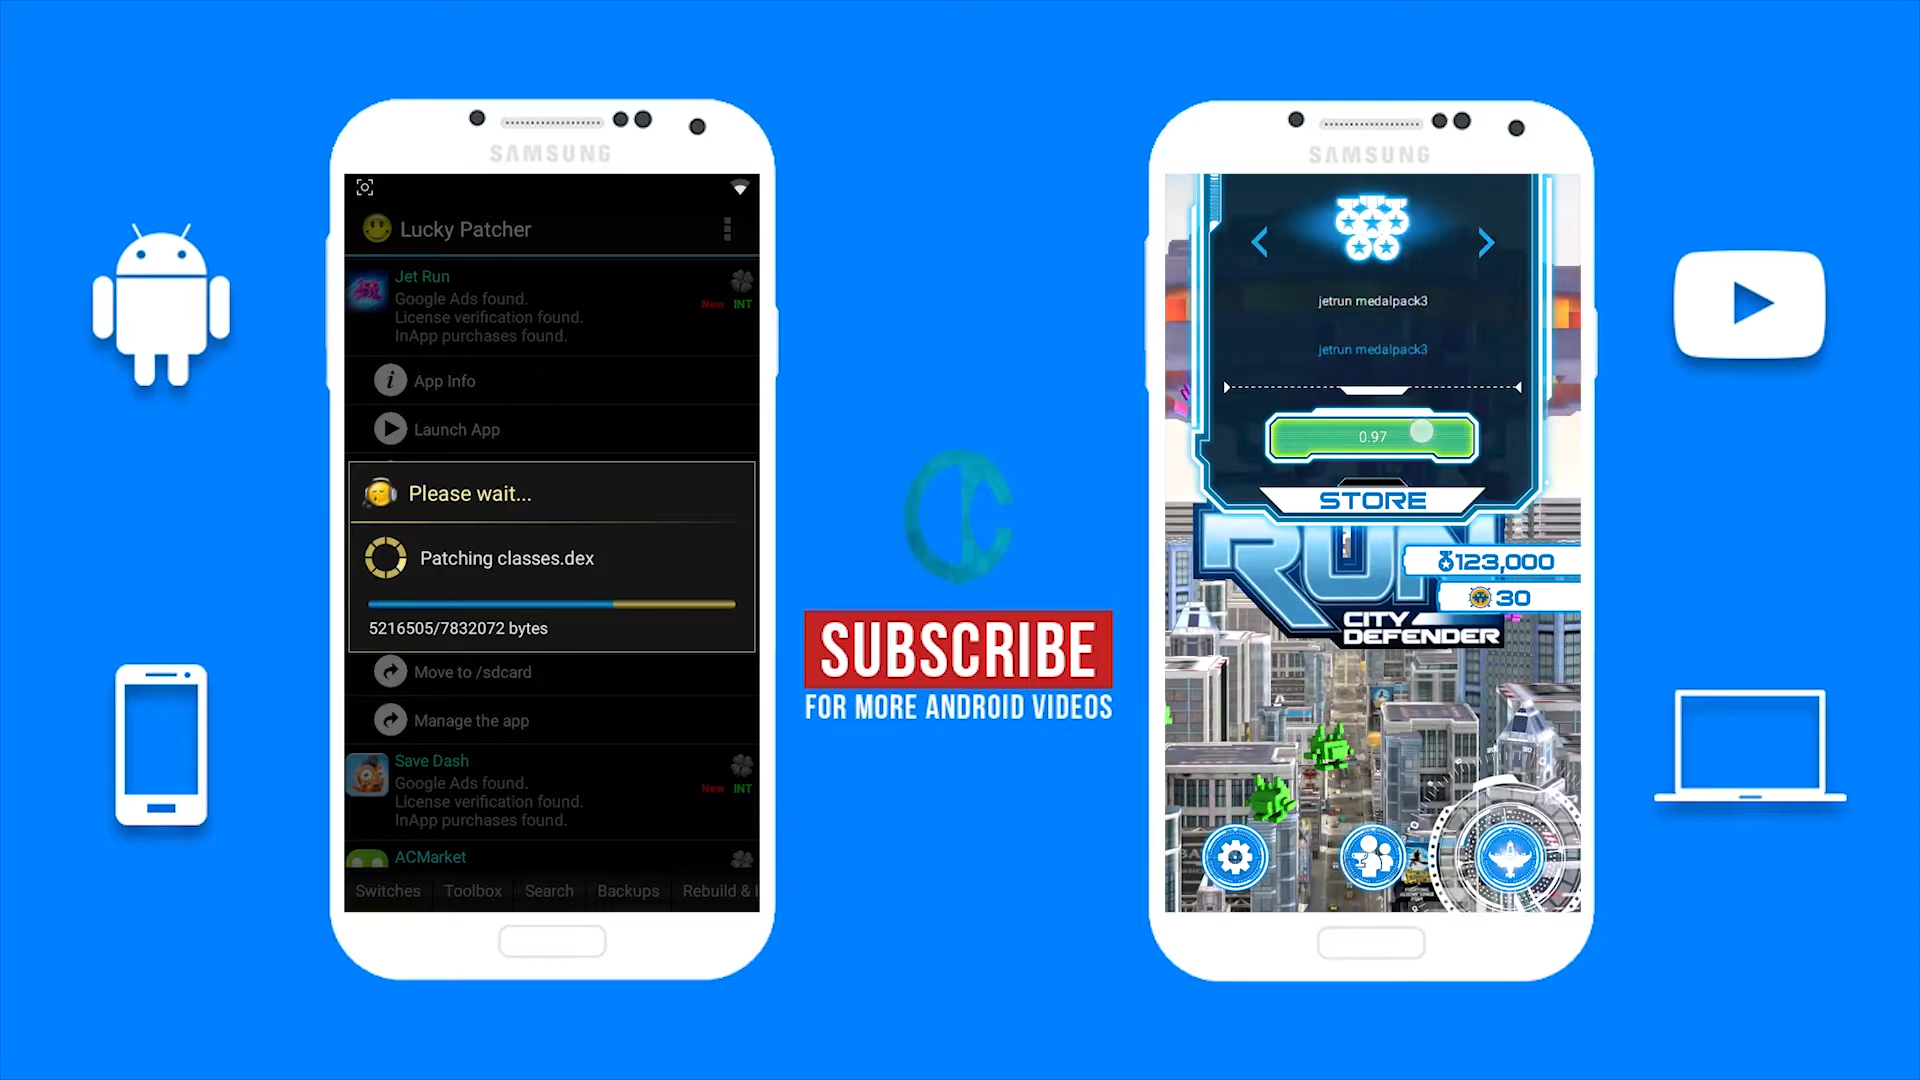 SAMSUNG
Lucky Patcher
Jet Run
Google Ads found.
License verification found.
InApp purchases found.
New INT
App Info
Launch App
Please wait...
Patching classes.dex
5216505/7832072 bytes
Move to /sdcard
Manage the app
Save Dash
Google Ads found.
License verification found.
InApp purchases found.
New INT
ACMarket
Switches Toolbox Search Backups Rebuild &
SUBSCRIBE
FOR MORE ANDROID VIDEOS
SAMSUNG
jetrun medalpack3
jetrun medalpack3
0.97
STORE
RUN
123,000
30
CITY
DEFENDER